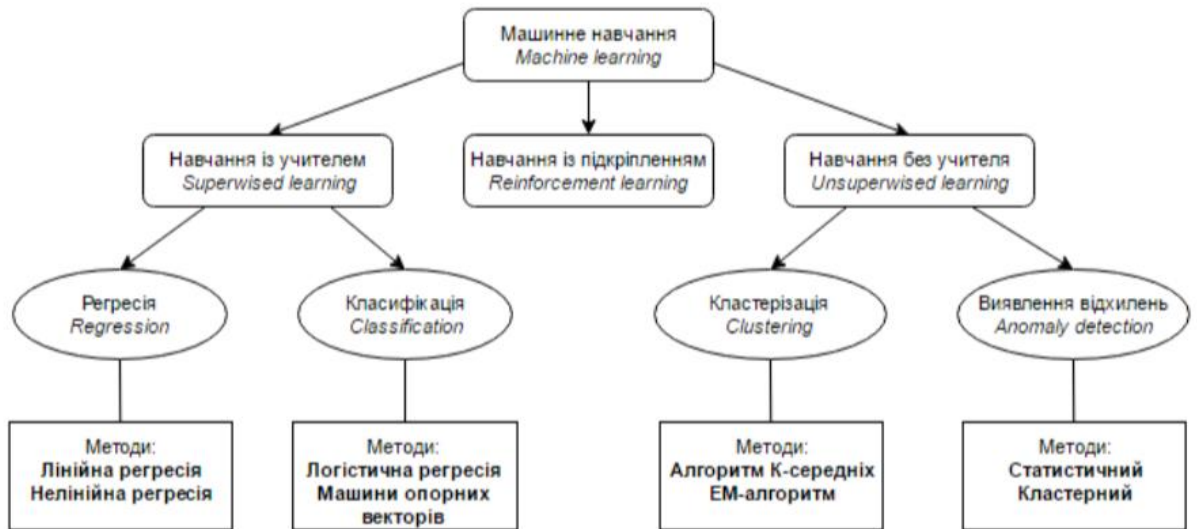 Машинне навчання
Machine learning
Навчання із учителем
Superwised learning
Навчання із підкріпленням
Reinforcement learning
Навчання без учителя
Unsuperwised learning
Регресія
Regression
Класифікація
Classification
Кластерізація
Clustering
Виявлення відхилень
Anomaly detection
Методи:
Лінійна регресія
Нелінійна регресія
Методи:
Логістична регресія
Машини опорних
векторів
Методи:
Алгоритм К-середніх
ЕМ-алгоритм
Методи:
Статистичний
Кластерний